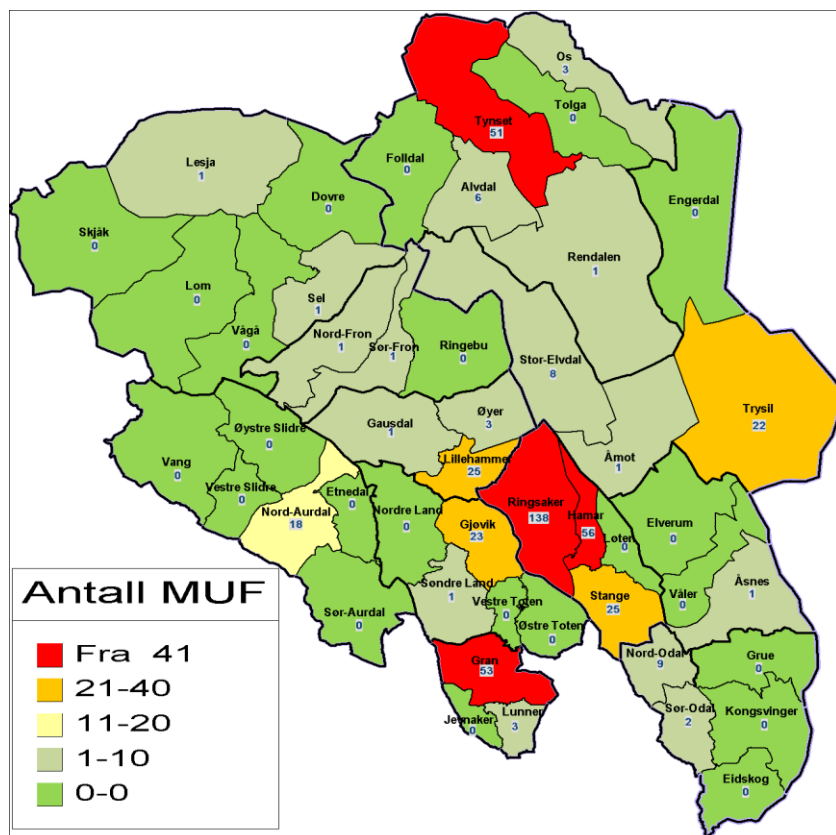 Os
3
Tolga
0
Tynset
51
Folldal
0
Lesja
1
Alvdal
6
Dovre
0
Engerdal
0
Skjåk
0
Rendalen
1
Lom
0
Sel
1
Vågå
0
Nord-Fron
1
Sør-Fron
1
Ringebu
0
Stor-Elvdal
8
Trysil
22
Øyer
3
Gausdal
1
Øystre Slidre
0
Åmot
1
Vang
0
Lillehammer
25
Vestre Slidre
0
Etnedal
0
Ringsaker
138
Hamar
56
Nord-Aurdal
18
Nordre Land
0
Gjøvik
23
Løten
0
Elverum
0
Åsnes
1
Søndre Land
1
Vestre Toten
0
Stange
25
Våler
0
Sør-Aurdal
0
Østre Toten
0
Nord-Odal
9
Grue
0
Gran
53
Sør-Odal
2
Kongsvinger
0
Jevnaker
0
Lunner
3
Eidskog
0
Antall MUF
Fra 41
21-40
11-20
1-10
0-0